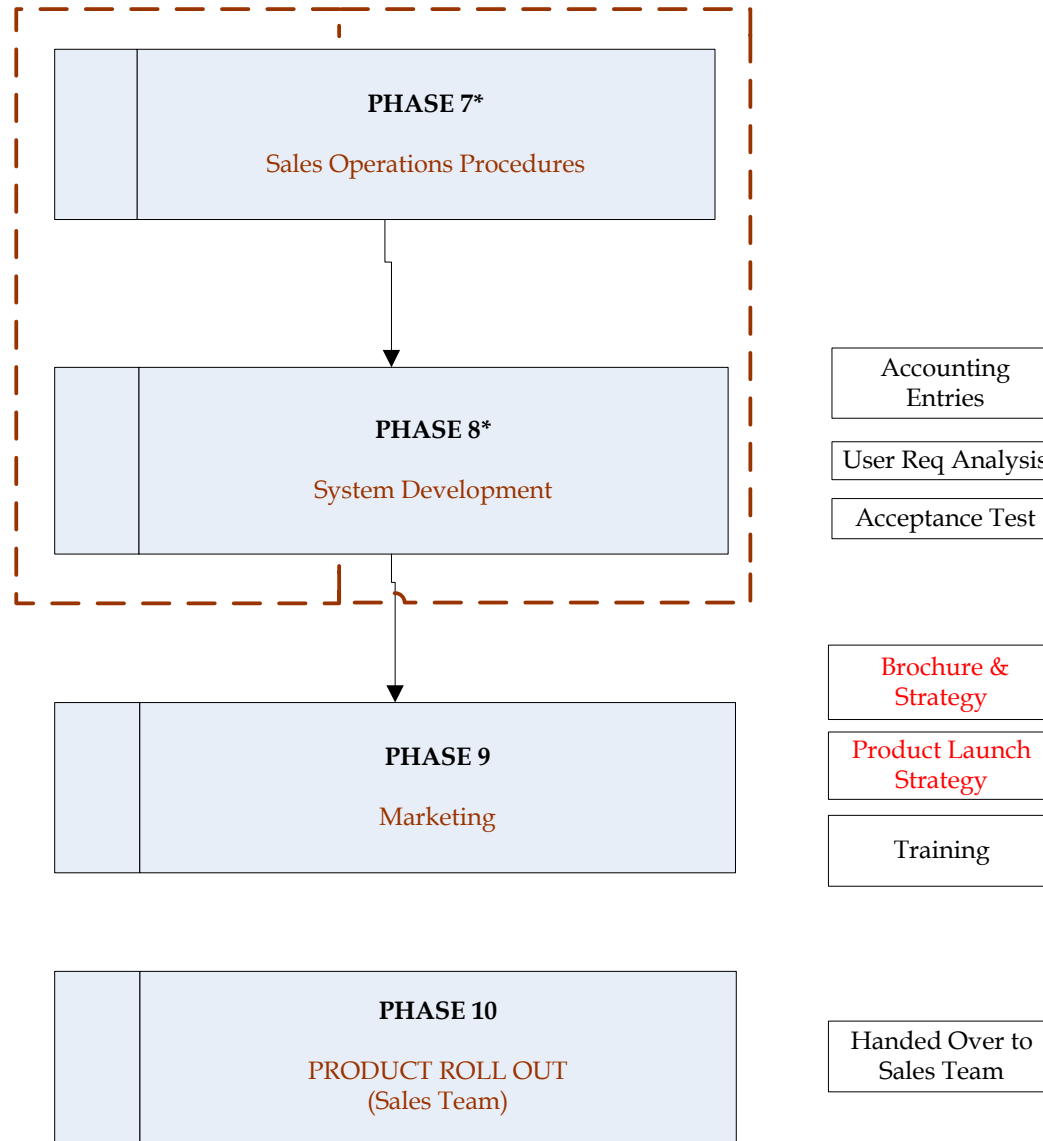 PHASE 7*
Sales Operations Procedures
PHASE 8*
System Development
Accounting
Entries
User Req Analysis
Acceptance Test
PHASE 9
Marketing
Brochure &
Strategy
Product Launch
Strategy
Training
PHASE 10
PRODUCT ROLL OUT
(Sales Team)
Handed Over to
Sales Team